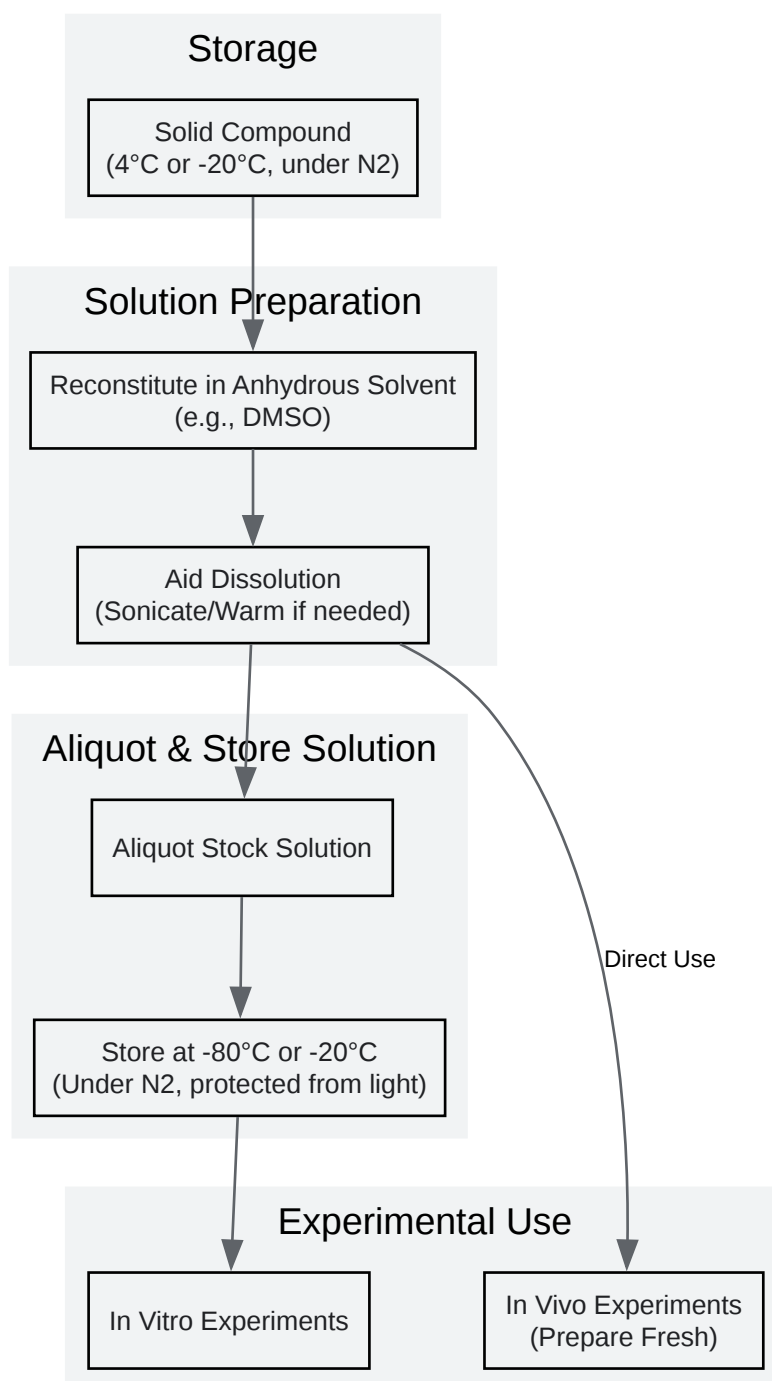 Storage
Solid Compound
(4°C or -20°C, under N2)
Solution Preparation
Reconstitute in Anhydrous Solvent
(e.g., DMSO)
Aid Dissolution
(Sonicate/Warm if needed)
Aliquot & Store Solution
Aliquot Stock Solution
Direct Use
Store at -80°C or -20°C
(Under N2, protected from light)
Experimental Use
In Vitro Experiments
In Vivo Experiments
(Prepare Fresh)